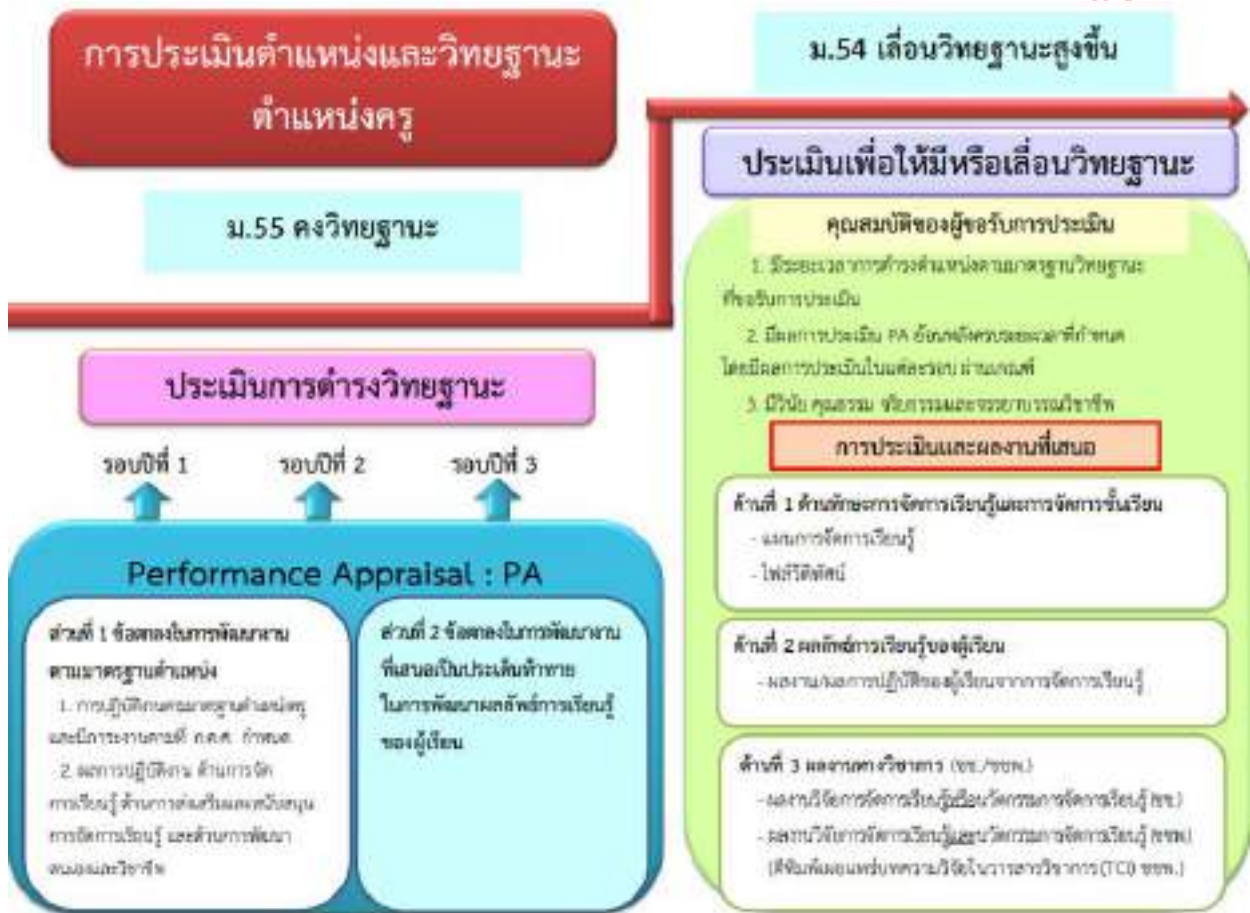 การประเมินตำแหน่งและวิทยฐานะ
ตำแหน่งครู
ม.55 คงวิทยฐานะ
ประเมินการดำรงวิทยฐานะ
รอบปีที่ 1
รอบปีที่ 2
รอบปีที่ 3
Performance Appraisal : PA
ส่วนที่ 1 ข้อตกลงในการพัฒนางาน
ตามมาตรฐานตำแหน่ง
1. การปฏิบัติงานตามมาตรฐานตำแหน่งครู
และมีภาระงานตามที่ ก.ค.ศ. กำหนด
2. ผลการปฏิบัติงาน ด้านการจัด
การเรียนรู้ ด้านการส่งเสริมและสนับสนุน
การจัดการเรียนรู้ และด้านการพัฒนา
ตนเองและวิชาชีพ
ส่วนที่ 2 ข้อตกลงในการพัฒนางาน
ที่เสนอเป็นประเด็นท้าทาย
ในการพัฒนาผลลัพธ์การเรียนรู้
ของผู้เรียน
ม.54 เลื่อนวิทยฐานะสูงขึ้น
ประเมินเพื่อให้มีหรือเลื่อนวิทยฐานะ
คุณสมบัติของผู้ขอรับการประเมิน
1. มีระยะเวลาการดำรงตำแหน่งตามมาตรฐานวิทยฐานะ
ที่ขอรับการประเมิน
2. มีผลการประเมิน PA ย้อนหลังครบระยะเวลาที่กำหนด
โดยมีผลการประเมินในแต่ละรอบ ผ่านเกณฑ์
3. มีวินัย คุณธรรม จริยธรรมและจรรยาบรรณวิชาชีพ
การประเมินและผลงานที่เสนอ
ด้านที่ 1 ด้านทักษะการจัดการเรียนรู้และการจัดการชั้นเรียน
- แผนการจัดการเรียนรู้
- ไฟล์วีดิทัศน์
ด้านที่ 2 ผลลัพธ์การเรียนรู้ของผู้เรียน
- ผลงาน/ผลการปฏิบัติของผู้เรียนจากการจัดการเรียนรู้
ด้านที่ 3 ผลงานทางวิชาการ (ชช./ชชพ.)
- ผลงานวิจัยการจัดการเรียนรู้หรือนวัตกรรมการจัดการเรียนรู้ (ชช.)
- ผลงานวิจัยการจัดการเรียนรู้และนวัตกรรมการจัดการเรียนรู้ (ชชพ.)
(ตีพิมพ์เผยแพร่บทความวิจัยในวารสารวิชาการ (TCI) ชชพ.)